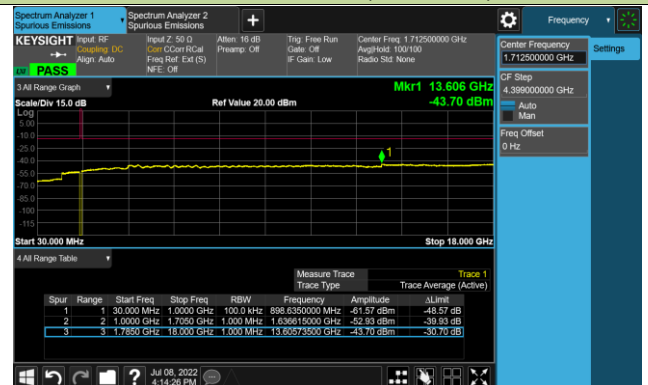 Spectrum Analyzer 1
Spurious Emissions
Spectrum Analyzer 2
Spurious Emissions
Frequency
KEYSIGHT
Input: RF
Coupling: DC
Align: Auto
Input Z: 50 Ω
Corr CCorr RCal
Freq Ref: Ext (S)
NFE: Off
Atten: 16 dB
Preamp: Off
Trig: Free Run
Gate: Off
IF Gain: Low
Center Freq: 1.712500000 GHz
Avg|Hold: 100/100
Radio Std: None
PASS
Center Frequency
1.712500000 GHz
Settings
CF Step
4.399000000 GHz
Auto
Man
Freq Offset
0 Hz
3 All Range Graph
Mkr1 13.606 GHz
Scale/Div 15.0 dB
Ref Value 20.00 dBm
-43.70 dBm
Log
5.00
-10.0
-25.0
-40.0
-55.0
-70.0
-85.0
-100
-115
1
Start 30.000 MHz
Stop 18.000 GHz
4 All Range Table
Measure Trace Trace 1
Trace Type Trace Average (Active)
Spur Range Start Freq Stop Freq RBW Frequency Amplitude ΔLimit
1 1 30.000 MHz 1.0000 GHz 100.0 kHz 898.6350000 MHz -61.57 dBm -48.57 dB
2 2 1.0000 GHz 1.7050 GHz 1.000 MHz 1.636615000 GHz -52.93 dBm -39.93 dB
3 3 1.7850 GHz 18.000 GHz 1.000 MHz 13.60573500 GHz -43.70 dBm -30.70 dB
Jul 08, 2022
4:14:26 PM